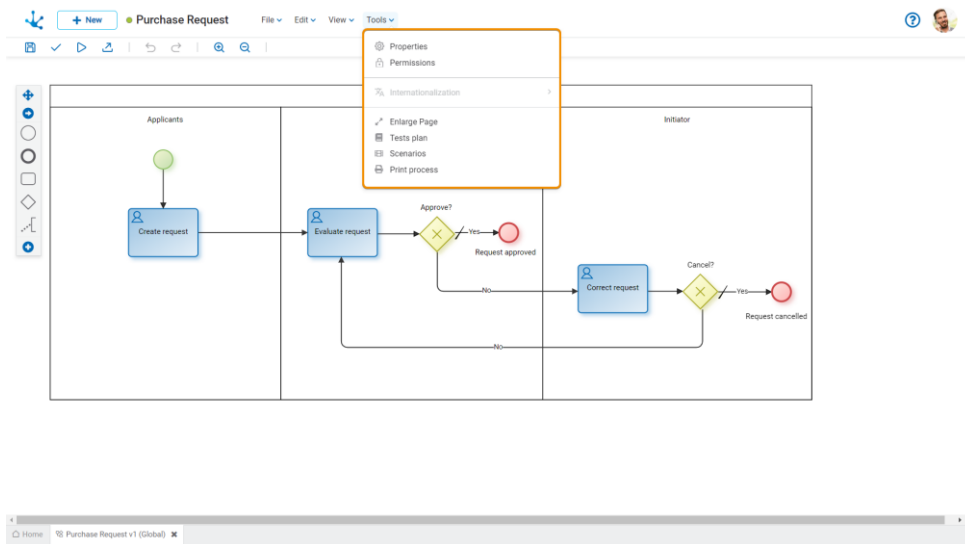 + New
Purchase Request
File
Edit
View
Tools
Properties
Permissions
Internationalization
Enlarge Page
Tests plan
Scenarios
Print process
Applicants
Initiator
Create request
Evaluate request
Approve?
Yes
Request approved
No
Correct request
Cancel?
Yes
Request cancelled
No
Home
Purchase Request v1 (Global)